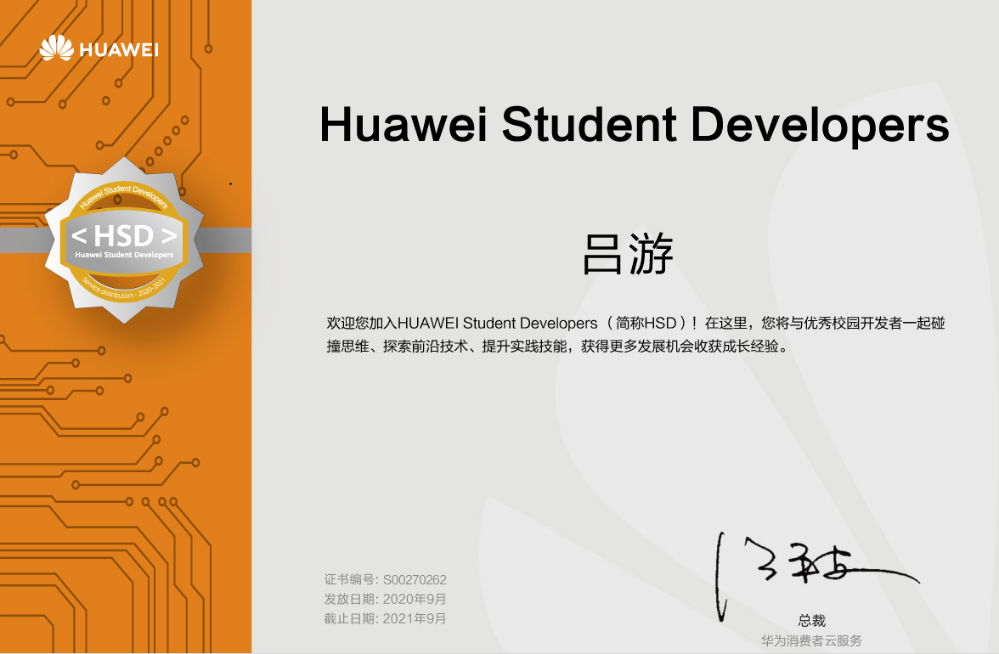 HUAWEI
Huawei Student Developers
Huawei Student Developers
< HSD >
Huawei Student Developers
Service distribution · 2020-2021
吕游
欢迎您加入HUAWEI Student Developers（简称HSD）！在这里，您将与优秀校园开发者一起碰
撞思维、探索前沿技术、提升实践技能，获得更多发展机会收获成长经验。
证书编号: S00270262
发放日期: 2020年9月
截止日期: 2021年9月
总裁
华为消费者云服务